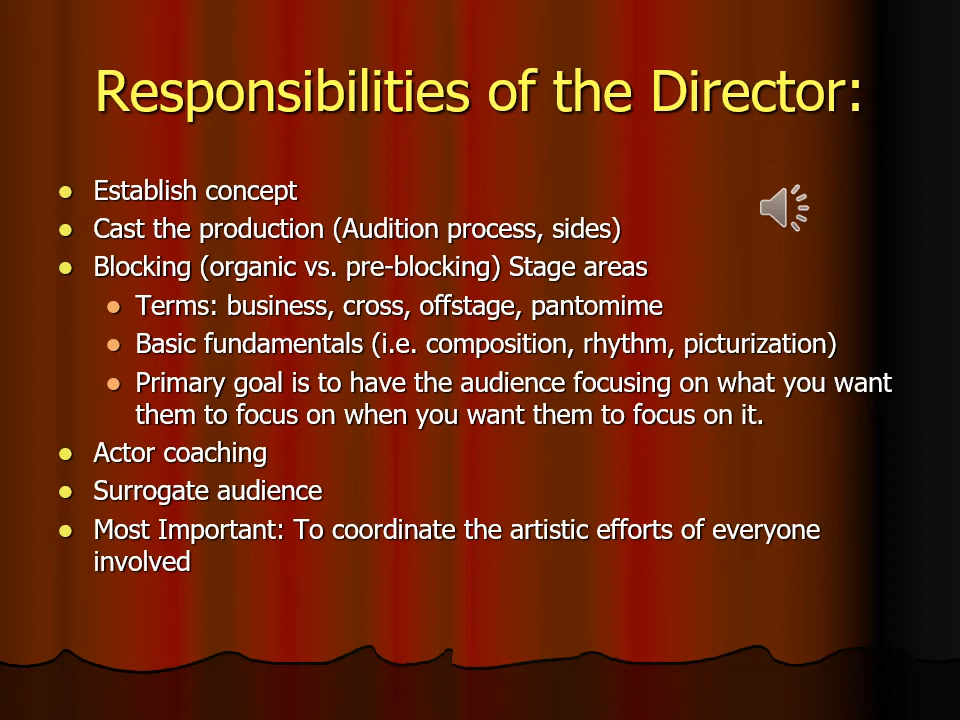 Responsibilities of the Director:
Establish concept
Cast the production (Audition process, sides)
Blocking (organic vs. pre-blocking) Stage areas
Terms: business, cross, offstage, pantomime
Basic fundamentals (i.e. composition, rhythm, picturization)
Primary goal is to have the audience focusing on what you want
them to focus on when you want them to focus on it.
Actor coaching
Surrogate audience
Most Important: To coordinate the artistic efforts of everyone
involved